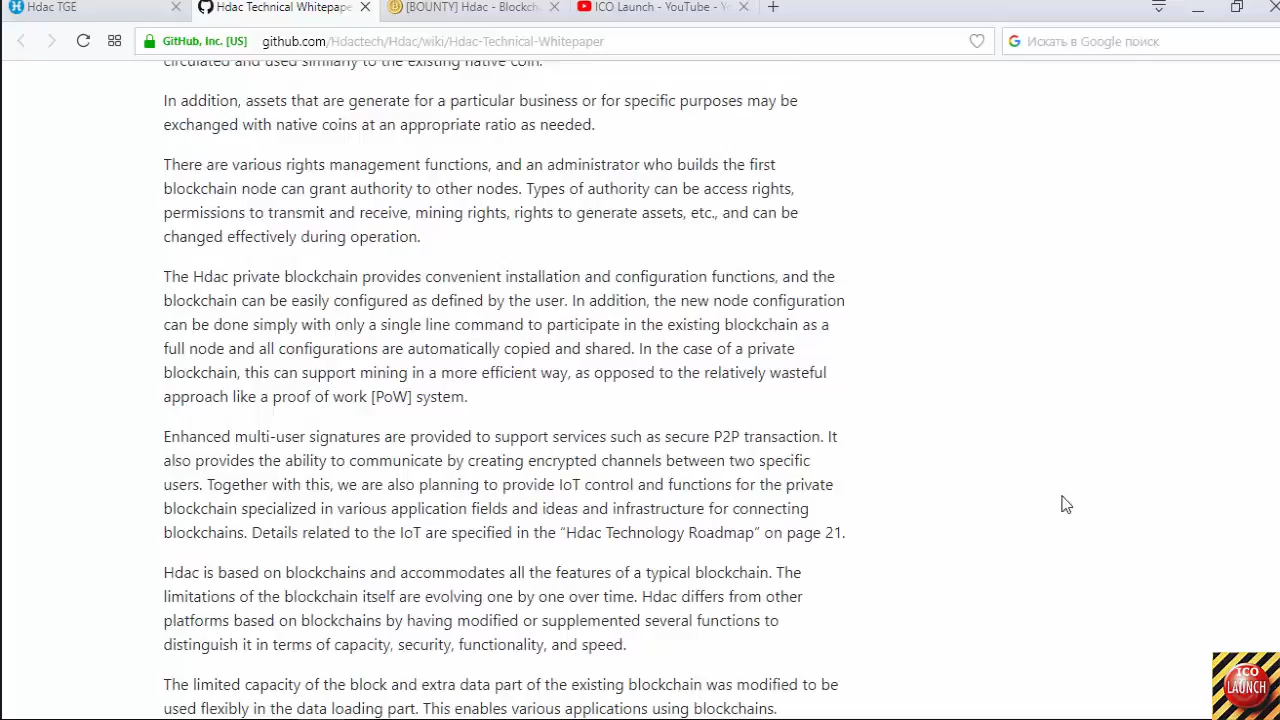 Hdac TGE
Hdac Technical Whitepape
[BOUNTY] Hdac - Blockch
ICO Launch - YouTube - Y
GitHub, Inc. [US]
github.com/Hdactech/Hdac/wiki/Hdac-Technical-Whitepaper
Искать в Google поиск
circulated and used similarly to the existing native coin.
In addition, assets that are generate for a particular business or for specific purposes may be
exchanged with native coins at an appropriate ratio as needed.
There are various rights management functions, and an administrator who builds the first
blockchain node can grant authority to other nodes. Types of authority can be access rights,
permissions to transmit and receive, mining rights, rights to generate assets, etc., and can be
changed effectively during operation.
The Hdac private blockchain provides convenient installation and configuration functions, and the
blockchain can be easily configured as defined by the user. In addition, the new node configuration
can be done simply with only a single line command to participate in the existing blockchain as a
full node and all configurations are automatically copied and shared. In the case of a private
blockchain, this can support mining in a more efficient way, as opposed to the relatively wasteful
approach like a proof of work [PoW] system.
Enhanced multi-user signatures are provided to support services such as secure P2P transaction. It
also provides the ability to communicate by creating encrypted channels between two specific
users. Together with this, we are also planning to provide IoT control and functions for the private
blockchain specialized in various application fields and ideas and infrastructure for connecting
blockchains. Details related to the IoT are specified in the “Hdac Technology Roadmap” on page 21.
Hdac is based on blockchains and accommodates all the features of a typical blockchain. The
limitations of the blockchain itself are evolving one by one over time. Hdac differs from other
platforms based on blockchains by having modified or supplemented several functions to
distinguish it in terms of capacity, security, functionality, and speed.
The limited capacity of the block and extra data part of the existing blockchain was modified to be
used flexibly in the data loading part. This enables various applications using blockchains.
ICO
LAUNCH